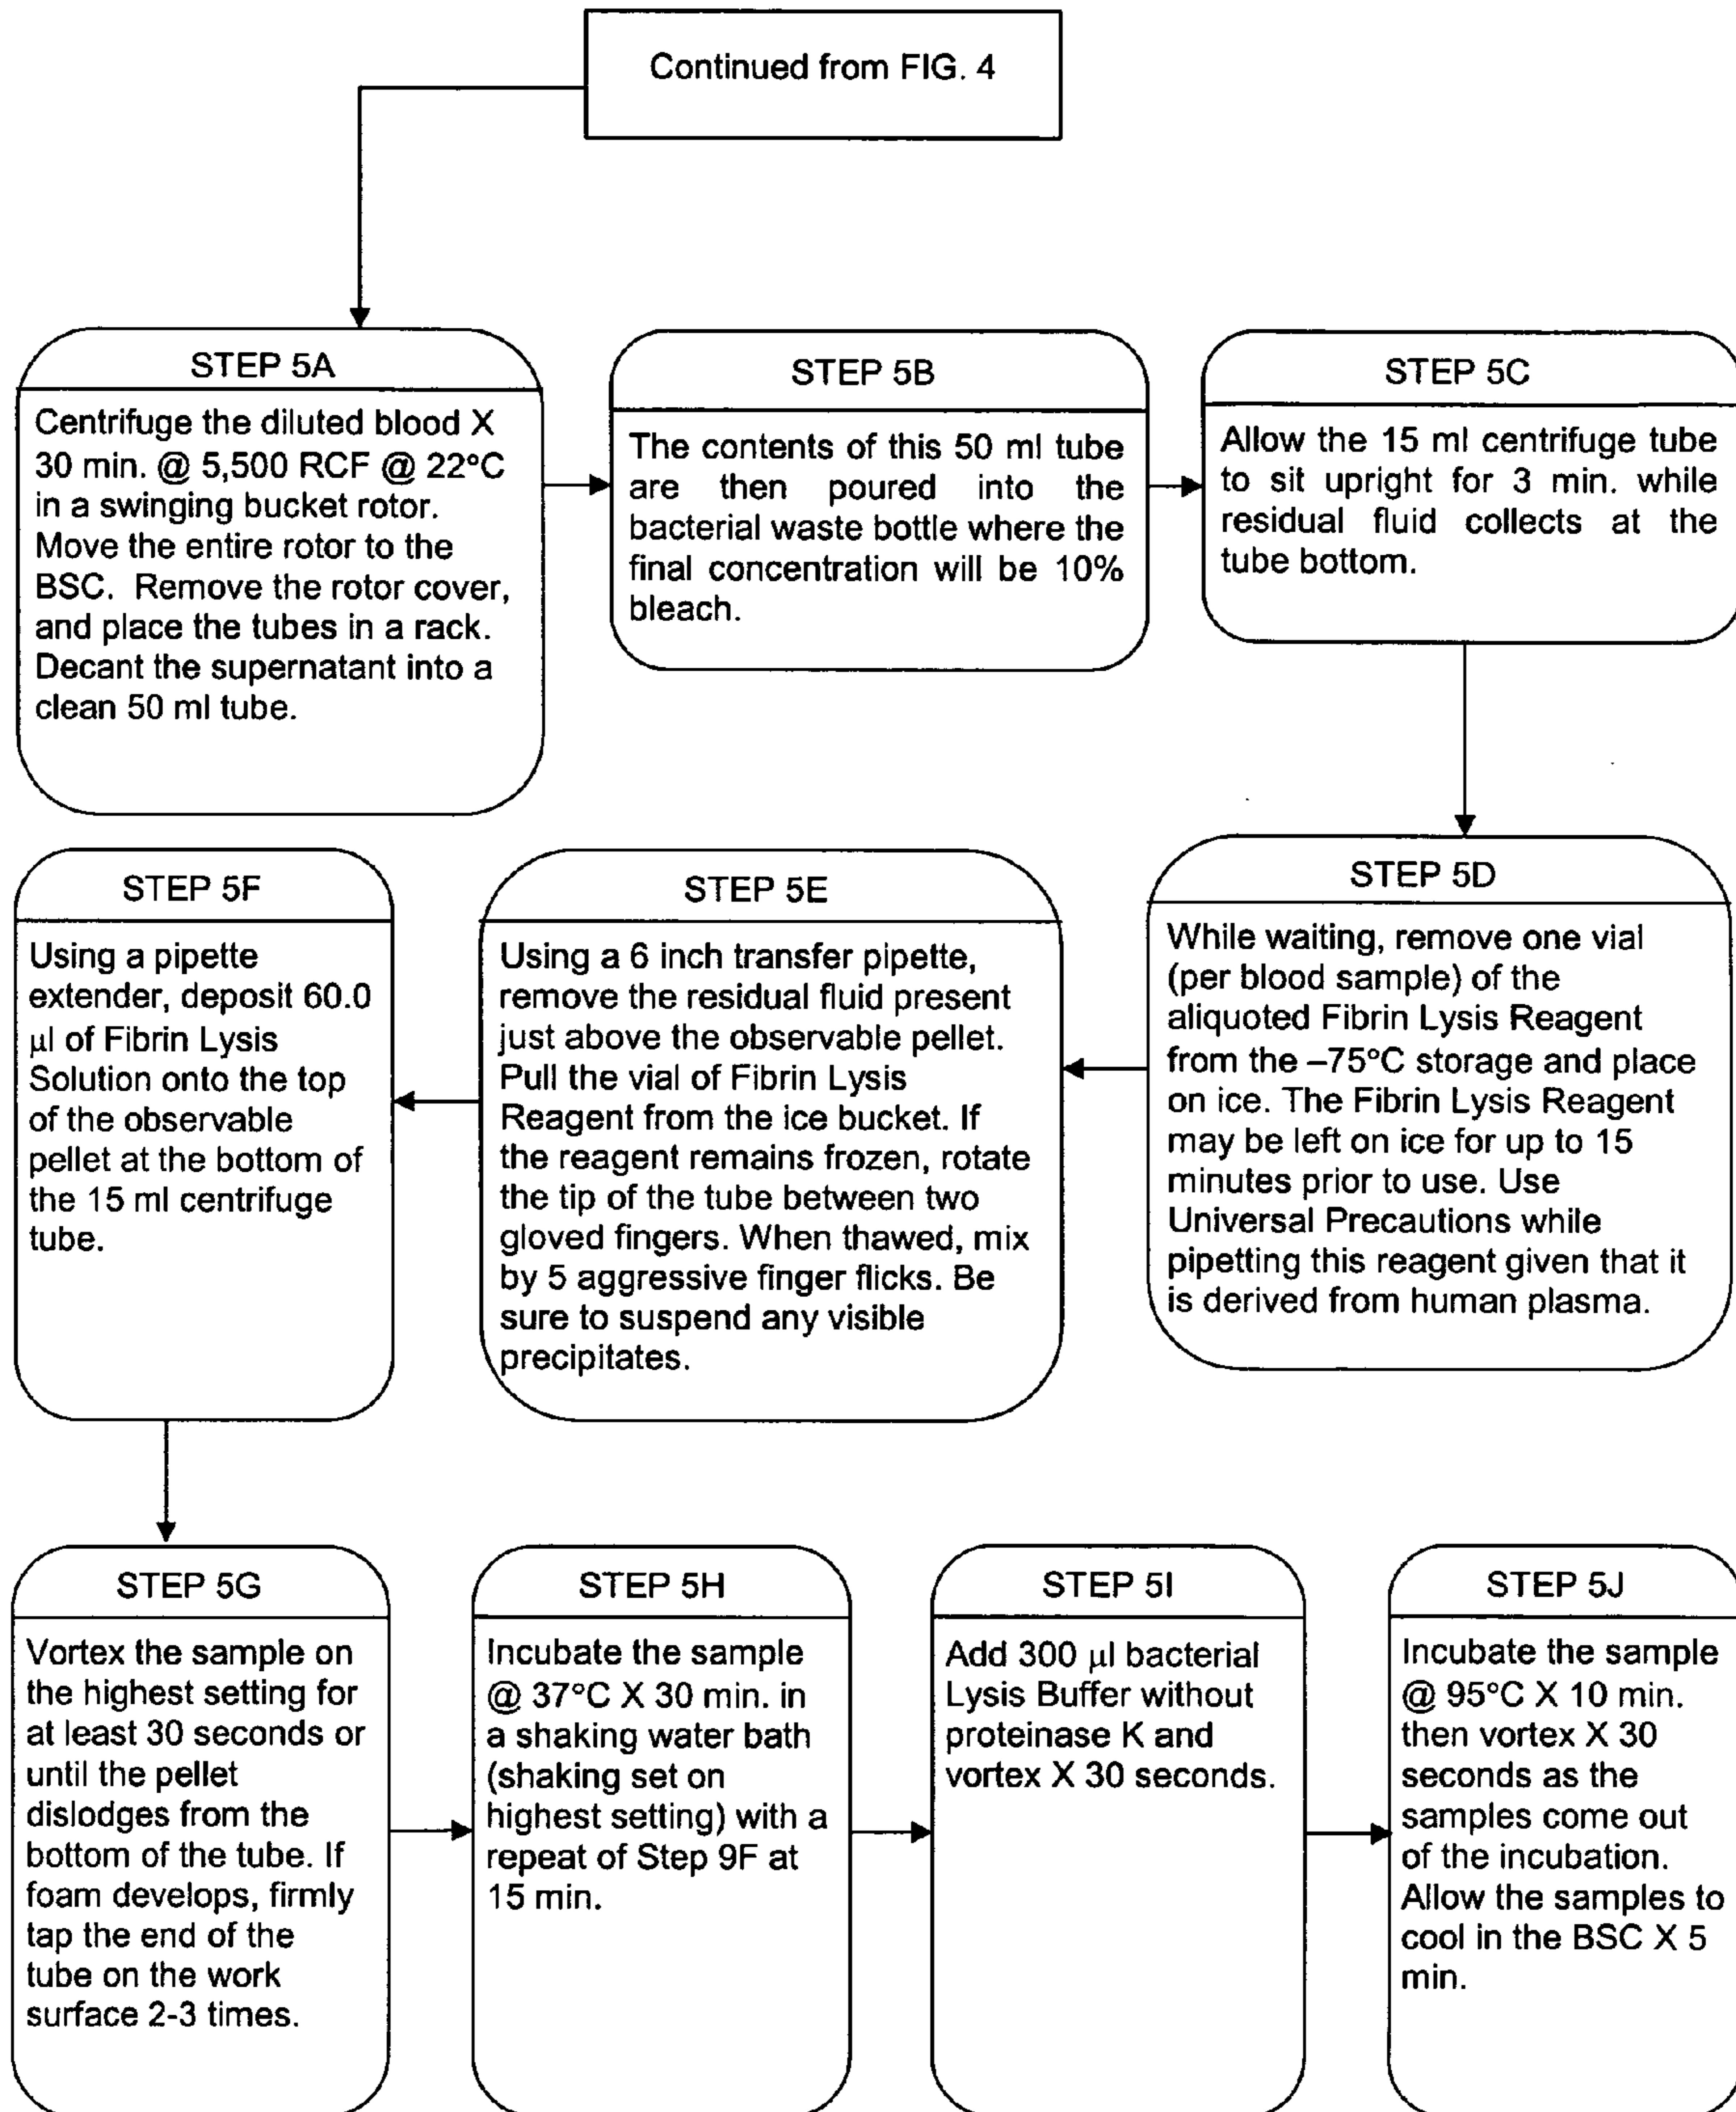 Continued from FIG. 4
STEP 5A
Centrifuge the diluted blood X
30 min. @ 5,500 RCF @ 22°C
in a swinging bucket rotor.
Move the entire rotor to the
BSC. Remove the rotor cover,
and place the tubes in a rack.
Decant the supernatant into a
clean 50 ml tube.
STEP 5B
The contents of this 50 ml tube
are then poured into the
bacterial waste bottle where the
final concentration will be 10%
bleach.
STEP 5C
Allow the 15 ml centrifuge tube
to sit upright for 3 min. while
residual fluid collects at the
tube bottom.
STEP 5D
While waiting, remove one vial
(per blood sample) of the
aliquoted Fibrin Lysis Reagent
from the –75°C storage and place
on ice. The Fibrin Lysis Reagent
may be left on ice for up to 15
minutes prior to use. Use
Universal Precautions while
pipetting this reagent given that it
is derived from human plasma.
STEP 5E
Using a 6 inch transfer pipette,
remove the residual fluid present
just above the observable pellet.
Pull the vial of Fibrin Lysis
Reagent from the ice bucket. If
the reagent remains frozen, rotate
the tip of the tube between two
gloved fingers. When thawed, mix
by 5 aggressive finger flicks. Be
sure to suspend any visible
precipitates.
STEP 5F
Using a pipette
extender, deposit 60.0
µl of Fibrin Lysis
Solution onto the top
of the observable
pellet at the bottom of
the 15 ml centrifuge
tube.
STEP 5G
Vortex the sample on
the highest setting for
at least 30 seconds or
until the pellet
dislodges from the
bottom of the tube. If
foam develops, firmly
tap the end of the
tube on the work
surface 2-3 times.
STEP 5H
Incubate the sample
@ 37°C X 30 min. in
a shaking water bath
(shaking set on
highest setting) with a
repeat of Step 9F at
15 min.
STEP 5I
Add 300 µl bacterial
Lysis Buffer without
proteinase K and
vortex X 30 seconds.
STEP 5J
Incubate the sample
@ 95°C X 10 min.
then vortex X 30
seconds as the
samples come out
of the incubation.
Allow the samples to
cool in the BSC X 5
min.